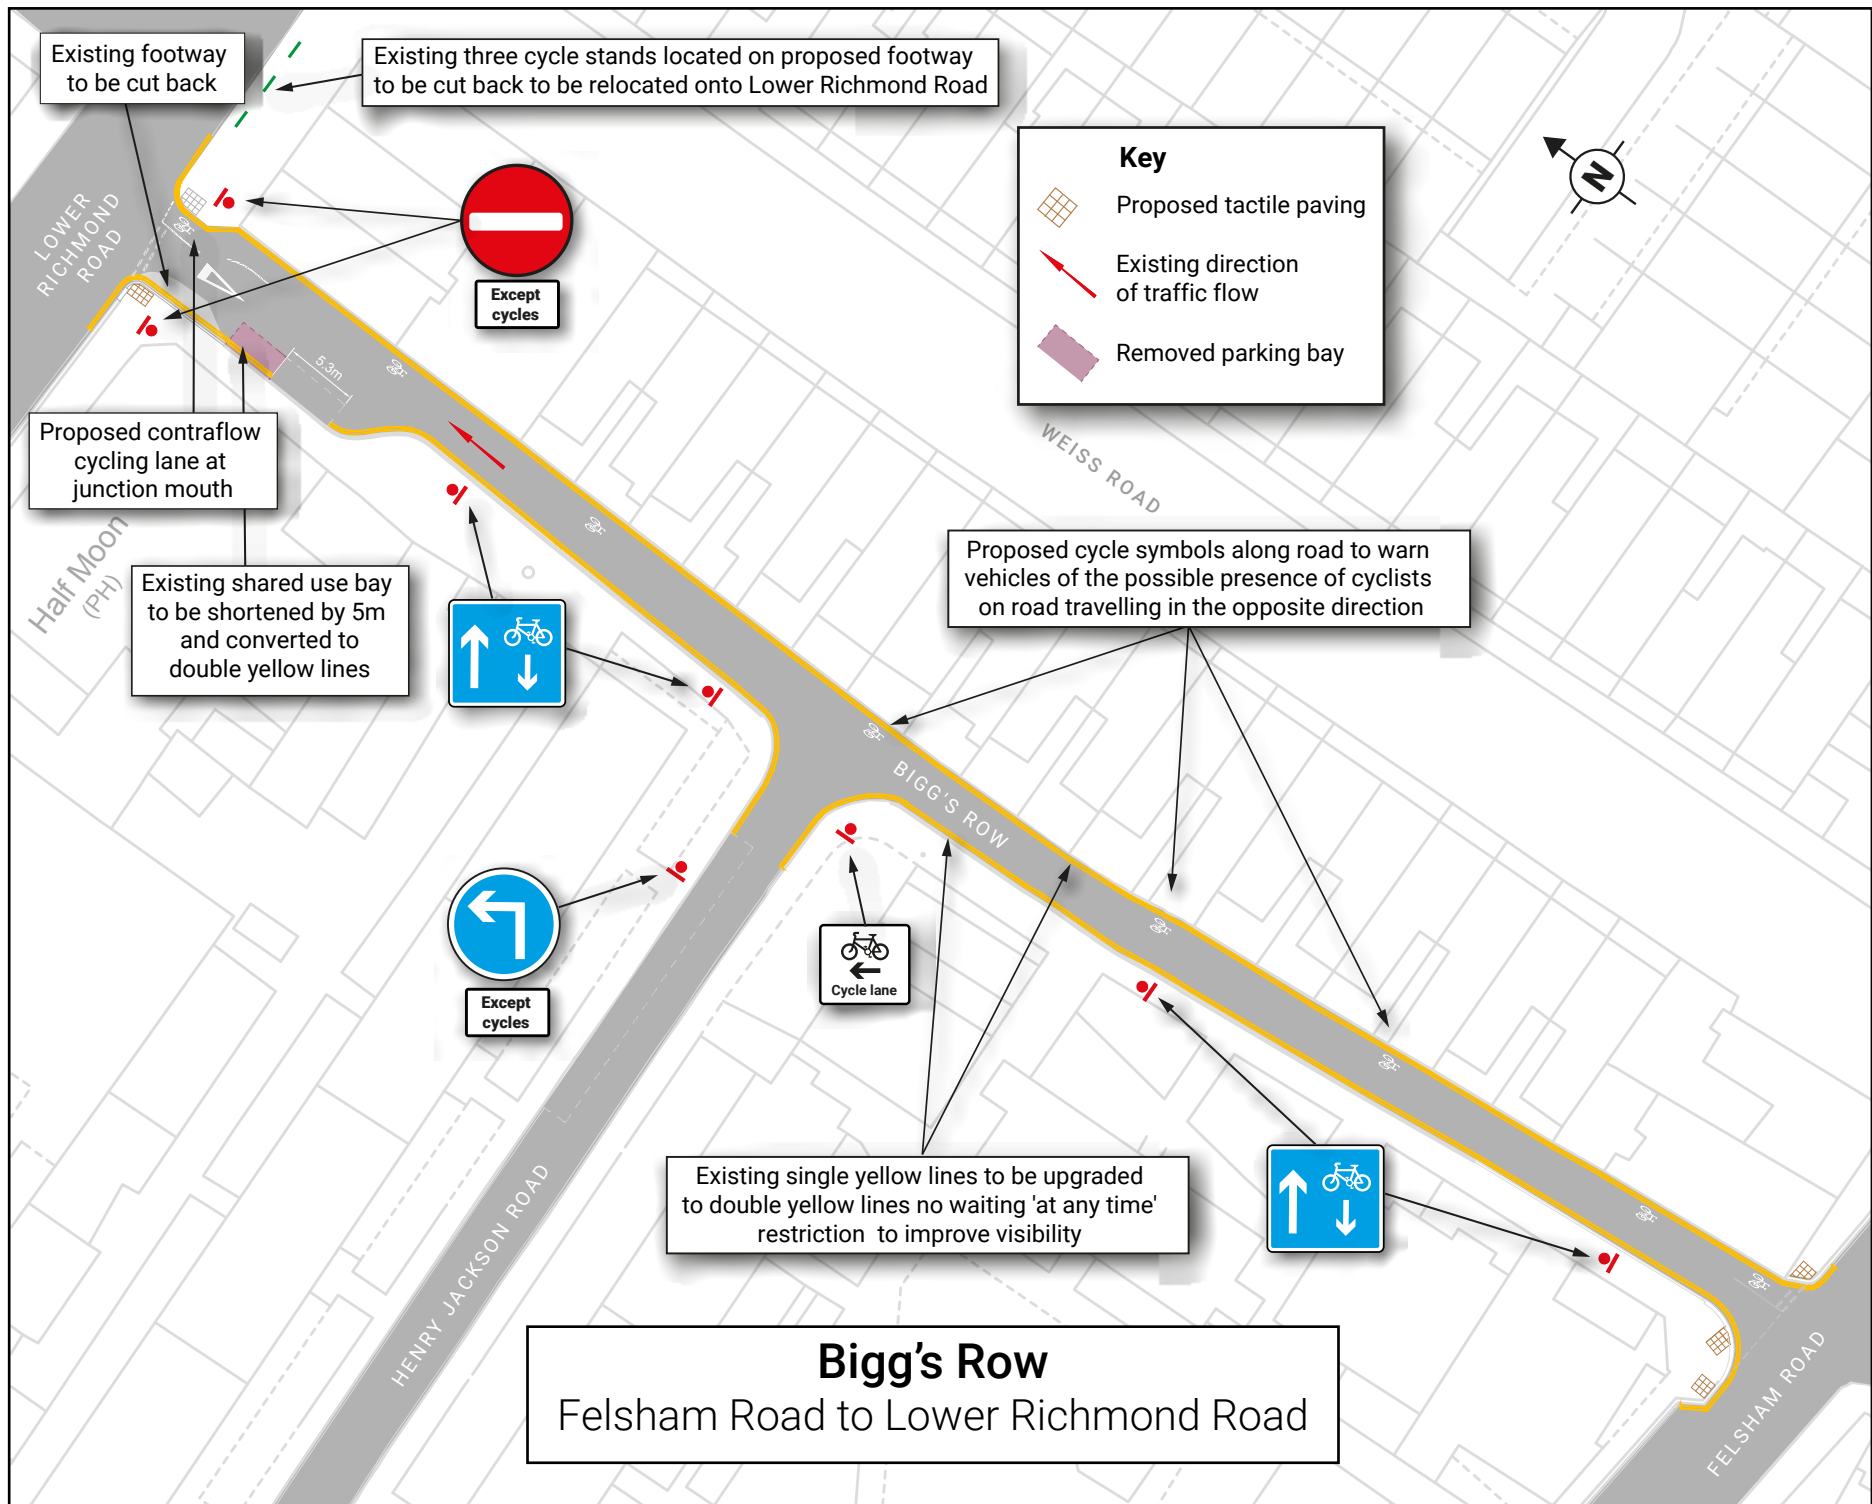 Existing footway
to be cut back
Existing three cycle stands located on proposed footway
to be cut back to be relocated onto Lower Richmond Road
Key
Proposed tactile paving
Existing direction
of traffic flow
Removed parking bay
N
LOWER
RICHMOND
ROAD
Except
cycles
5.3m
Proposed contraflow
cycling lane at
junction mouth
Half Moon
(PH)
Existing shared use bay
to be shortened by 5m
and converted to
double yellow lines
WEISS ROAD
Proposed cycle symbols along road to warn
vehicles of the possible presence of cyclists
on road travelling in the opposite direction
BIGG'S ROW
Except
cycles
Cycle lane
Existing single yellow lines to be upgraded
to double yellow lines no waiting 'at any time'
restriction to improve visibility
HENRY JACKSON ROAD
FELSHAM ROAD
Bigg’s Row
Felsham Road to Lower Richmond Road